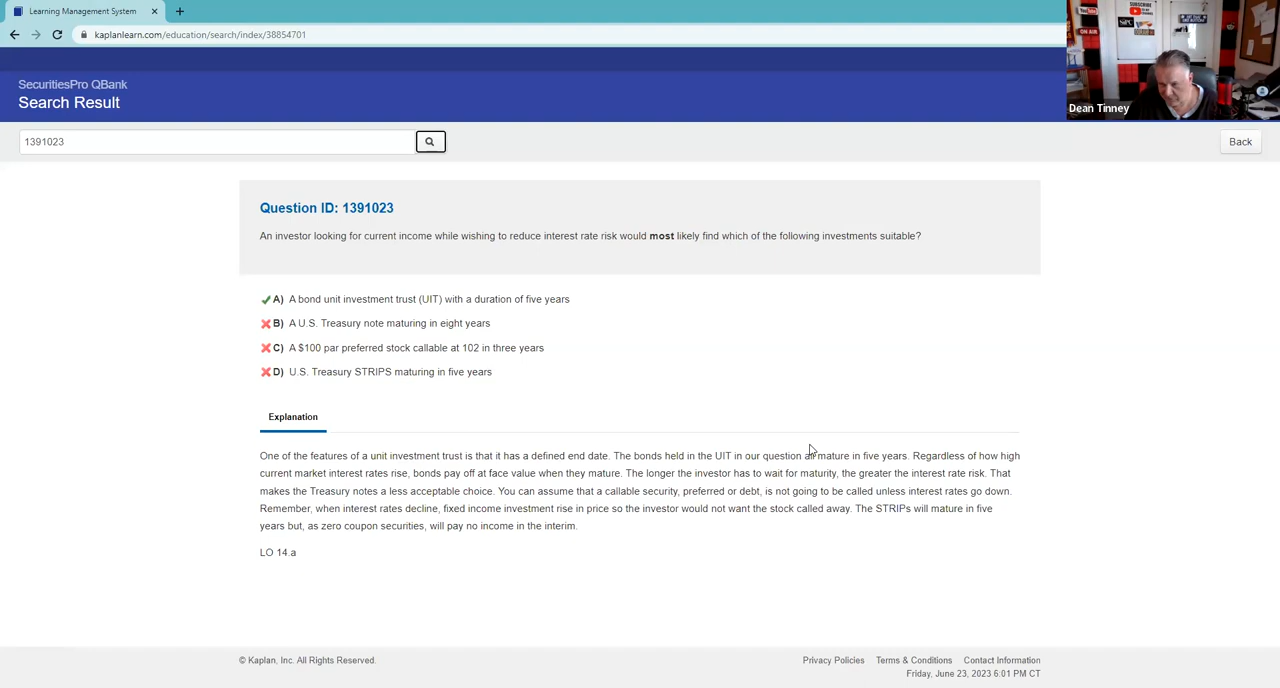 Learning Management System
kaplanlearn.com/education/search/index/38854701
SecuritiesPro QBank
Search Result
1391023
Back
SUBSCRIBE
SIPC
ON AIR
Dean Tinney
Question ID: 1391023
An investor looking for current income while wishing to reduce interest rate risk would most likely find which of the following investments suitable?
A) A bond unit investment trust (UIT) with a duration of five years
B) A U.S. Treasury note maturing in eight years
C) A $100 par preferred stock callable at 102 in three years
D) U.S. Treasury STRIPS maturing in five years
Explanation
One of the features of a unit investment trust is that it has a defined end date. The bonds held in the UIT in our question all mature in five years. Regardless of how high
current market interest rates rise, bonds pay off at face value when they mature. The longer the investor has to wait for maturity, the greater the interest rate risk. That
makes the Treasury notes a less acceptable choice. You can assume that a callable security, preferred or debt, is not going to be called unless interest rates go down.
Remember, when interest rates decline, fixed income investment rise in price so the investor would not want the stock called away. The STRIPs will mature in five
years but, as zero coupon securities, will pay no income in the interim.
LO 14.a
© Kaplan, Inc. All Rights Reserved.
Privacy Policies Terms & Conditions Contact Information
Friday, June 23, 2023 6:01 PM CT